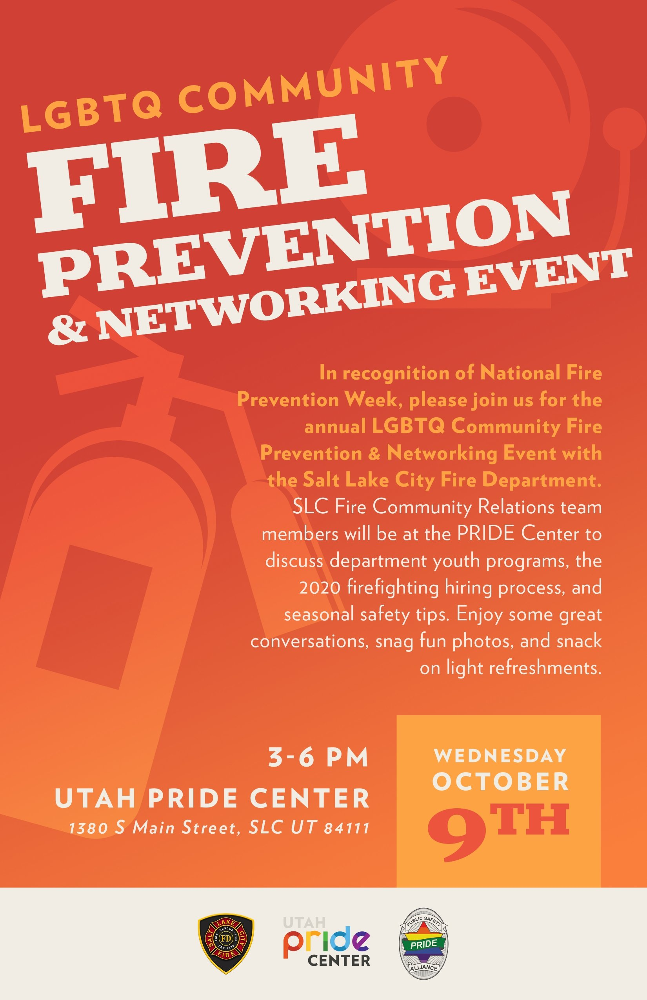 LGBTQ COMMUNITY
FIRE
PREVENTION
& NETWORKING EVENT
In recognition of National Fire
Prevention Week, please join us for the
annual LGBTQ Community Fire
Prevention & Networking Event with
the Salt Lake City Fire Department.
SLC Fire Community Relations team
members will be at the PRIDE Center to
discuss department youth programs, the
2020 firefighting hiring process, and
seasonal safety tips. Enjoy some great
conversations, snag fun photos, and snack
on light refreshments.
3-6 PM
UTAH PRIDE CENTER
1380 S Main Street, SLC UT 84111
WEDNESDAY
OCTOBER
9TH
SALT LAKE CITY FIRE
FIRE · RESCUE · EMS
FD
EST. 1883
UTAH
pride
CENTER
PUBLIC SAFETY
PRIDE
ALLIANCE